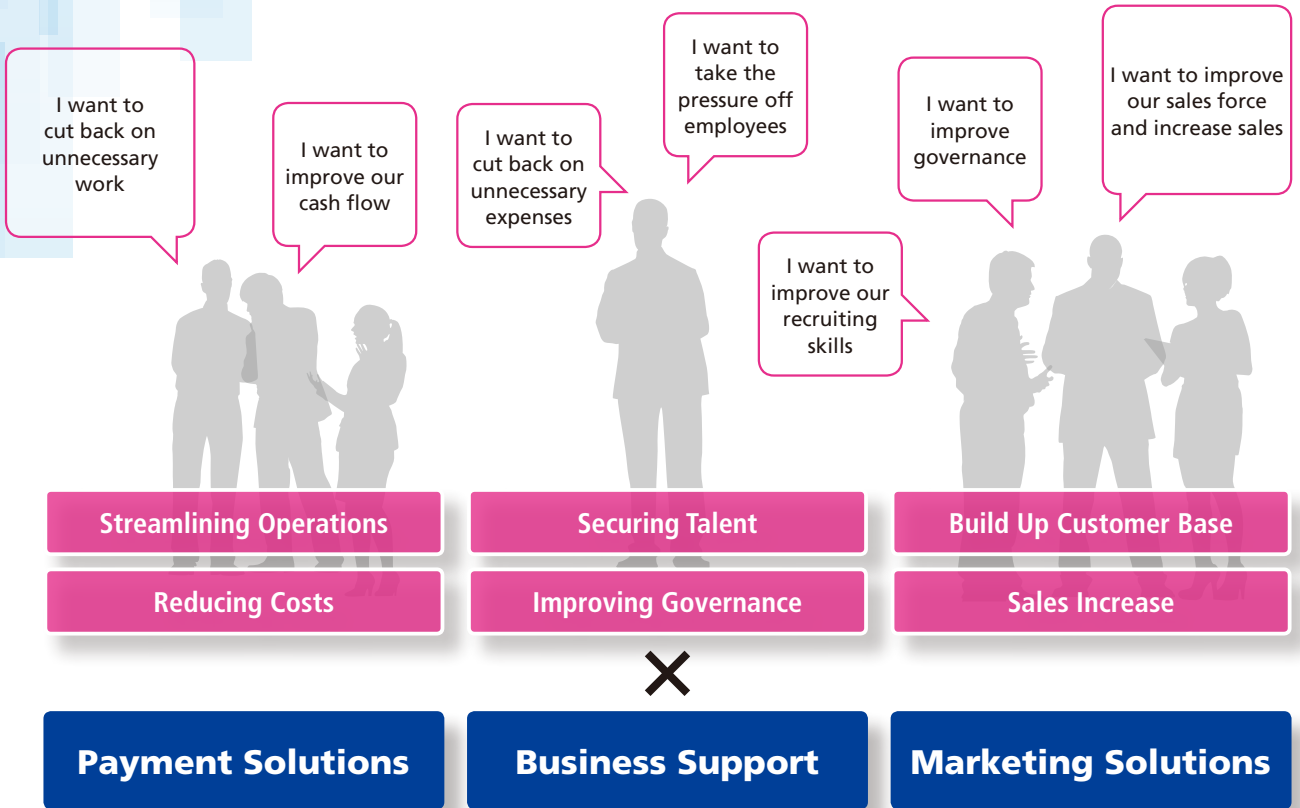 I want to
cut back on
unnecessary
work
I want to
improve our
cash flow
I want to
cut back on
unnecessary
expenses
I want to
take the
pressure off
employees
I want to
improve our
recruiting
skills
I want to
improve
governance
I want to improve
our sales force
and increase sales
Streamlining Operations
Securing Talent
Build Up Customer Base
Reducing Costs
Improving Governance
Sales Increase
×
Payment Solutions
Business Support
Marketing Solutions